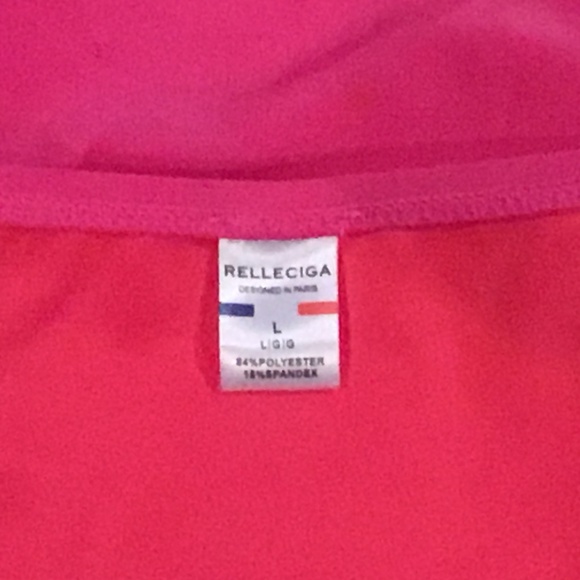 RELLECIGA
DESIGNED IN PARIS
L
L|G|G
84%POLYESTER
16%SPANDEX